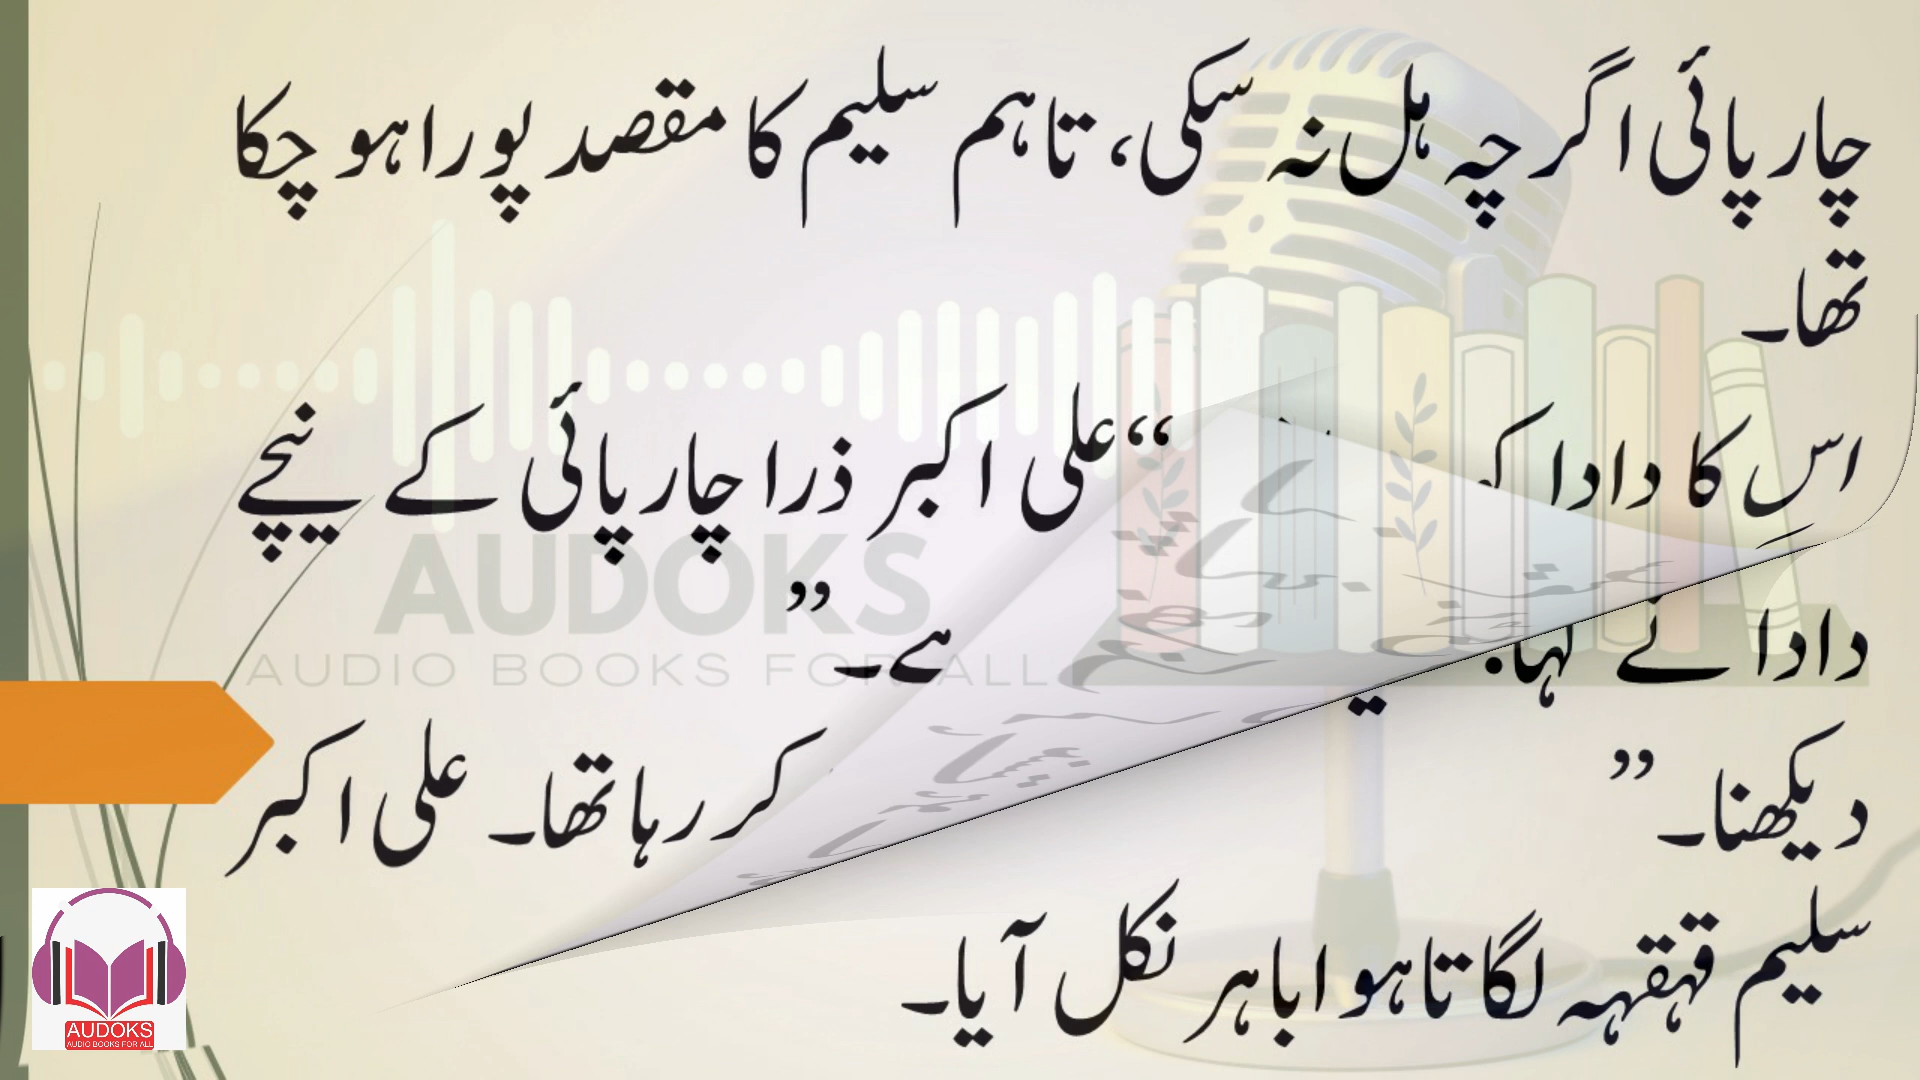 چارپائی اگرچہ ہل نہ سکی، تاہم سلیم کا مقصد پورا ہو چکا
تھا۔
اسِ کا دادا
“علی اکبر ذرا چارپائی کے نیچے
دادا نے کہا:
ہے۔”
دیکھنا۔”
کر رہا تھا۔ علی اکبر
سلیم قہقہہ لگاتا ہوا باہر نکل آیا۔
AUDOKS
AUDIO BOOKS FOR ALL
AUDOKS
AUDIO BOOKS FOR ALL